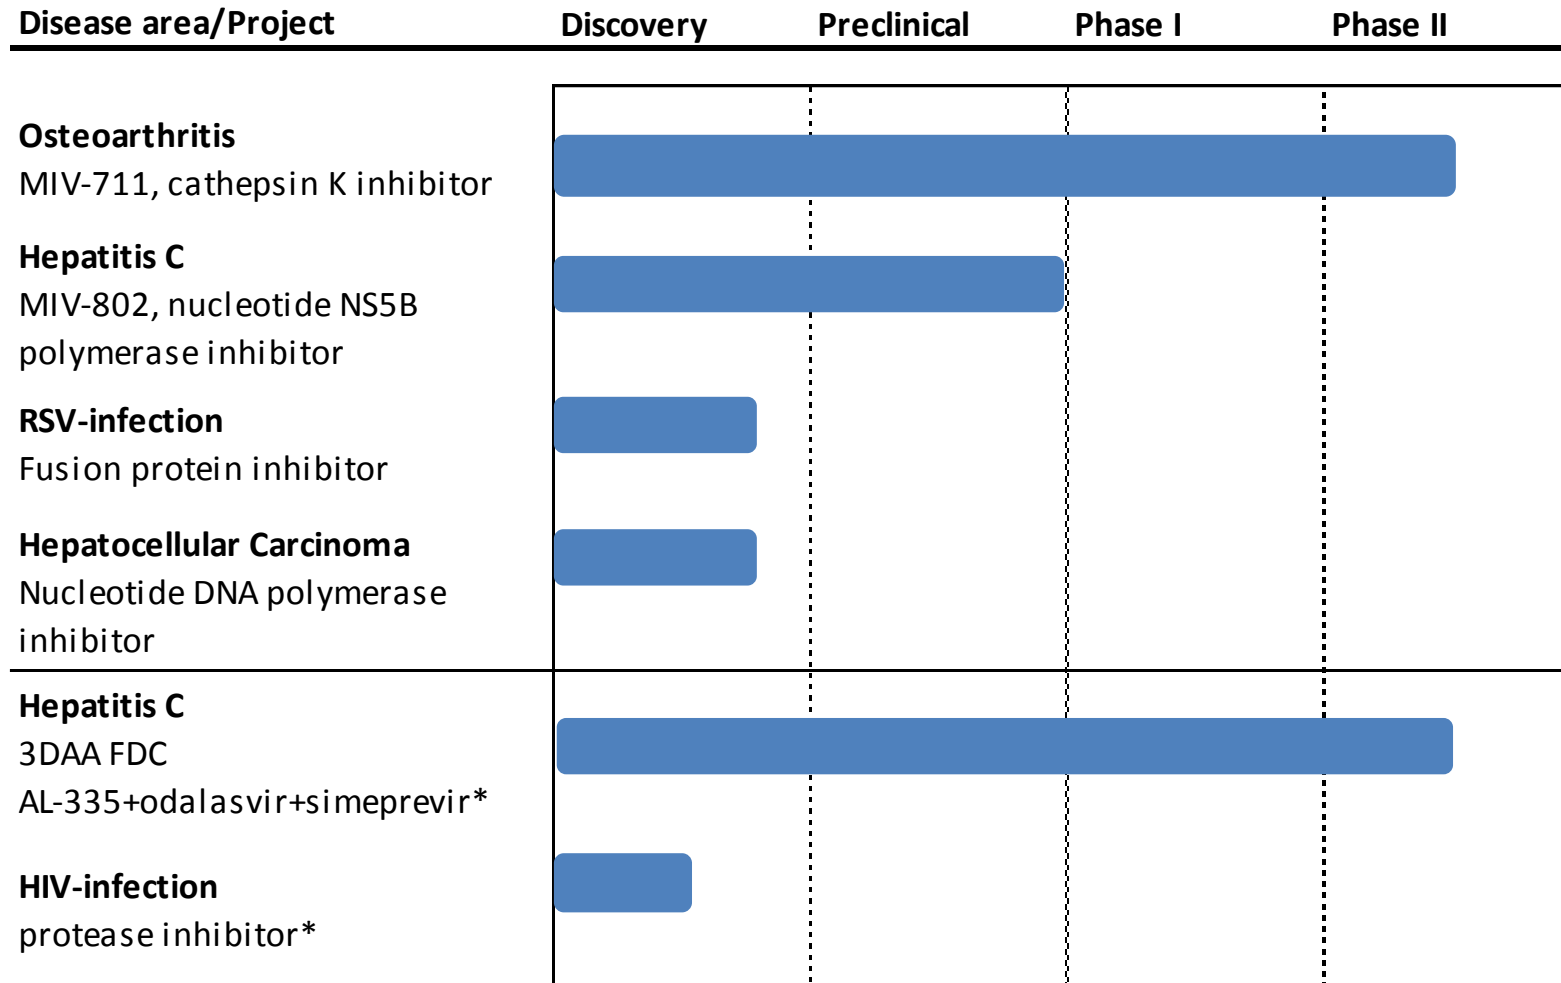 Disease area/Project Discovery Preclinical Phase I Phase II
Osteoarthritis
MIV-711, cathepsin K inhibitor
Hepatitis C
MIV-802, nucleotide NS5B
polymerase inhibitor
RSV-infection
Fusion protein inhibitor
Hepatocellular Carcinoma
Nucleotide DNA polymerase
inhibitor
Hepatitis C
3DAA FDC
AL-335+odalasvir+simeprevir*
HIV-infection
protease inhibitor*